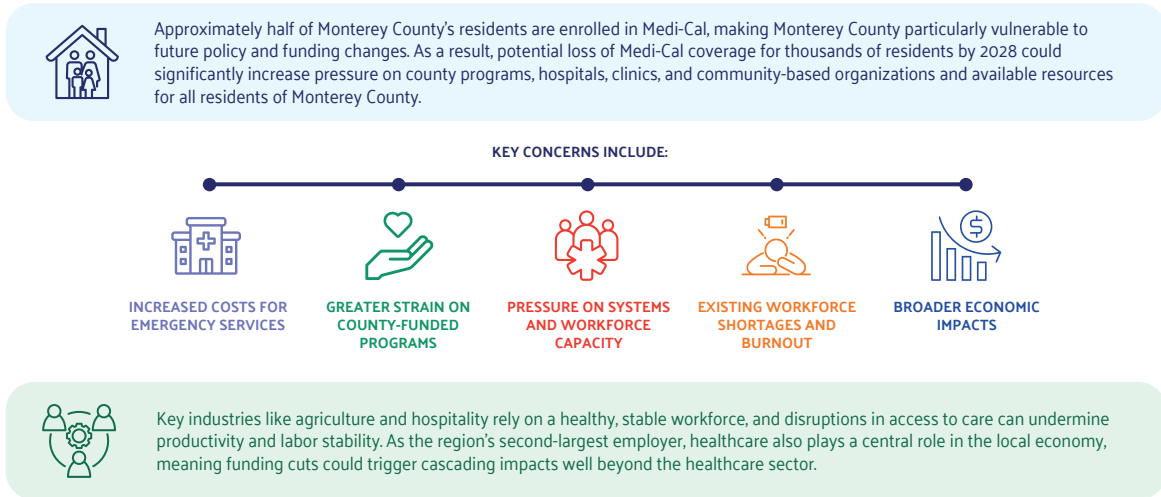 Approximately half of Monterey County's residents are enrolled in Medi-Cal, making Monterey County particularly vulnerable to
future policy and funding changes. As a result, potential loss of Medi-Cal coverage for thousands of residents by 2028 could
significantly increase pressure on county programs, hospitals, clinics, and community-based organizations and available resources
for all residents of Monterey County.
KEY CONCERNS INCLUDE:
$
INCREASED COSTS FOR
EMERGENCY SERVICES
GREATER STRAIN ON
COUNTY-FUNDED
PROGRAMS
PRESSURE ON SYSTEMS
AND WORKFORCE
CAPACITY
EXISTING WORKFORCE
SHORTAGES AND
BURNOUT
BROADER ECONOMIC
IMPACTS
Key industries like agriculture and hospitality rely on a healthy, stable workforce, and disruptions in access to care can undermine
productivity and labor stability. As the region's second-largest employer, healthcare also plays a central role in the local economy,
meaning funding cuts could trigger cascading impacts well beyond the healthcare sector.